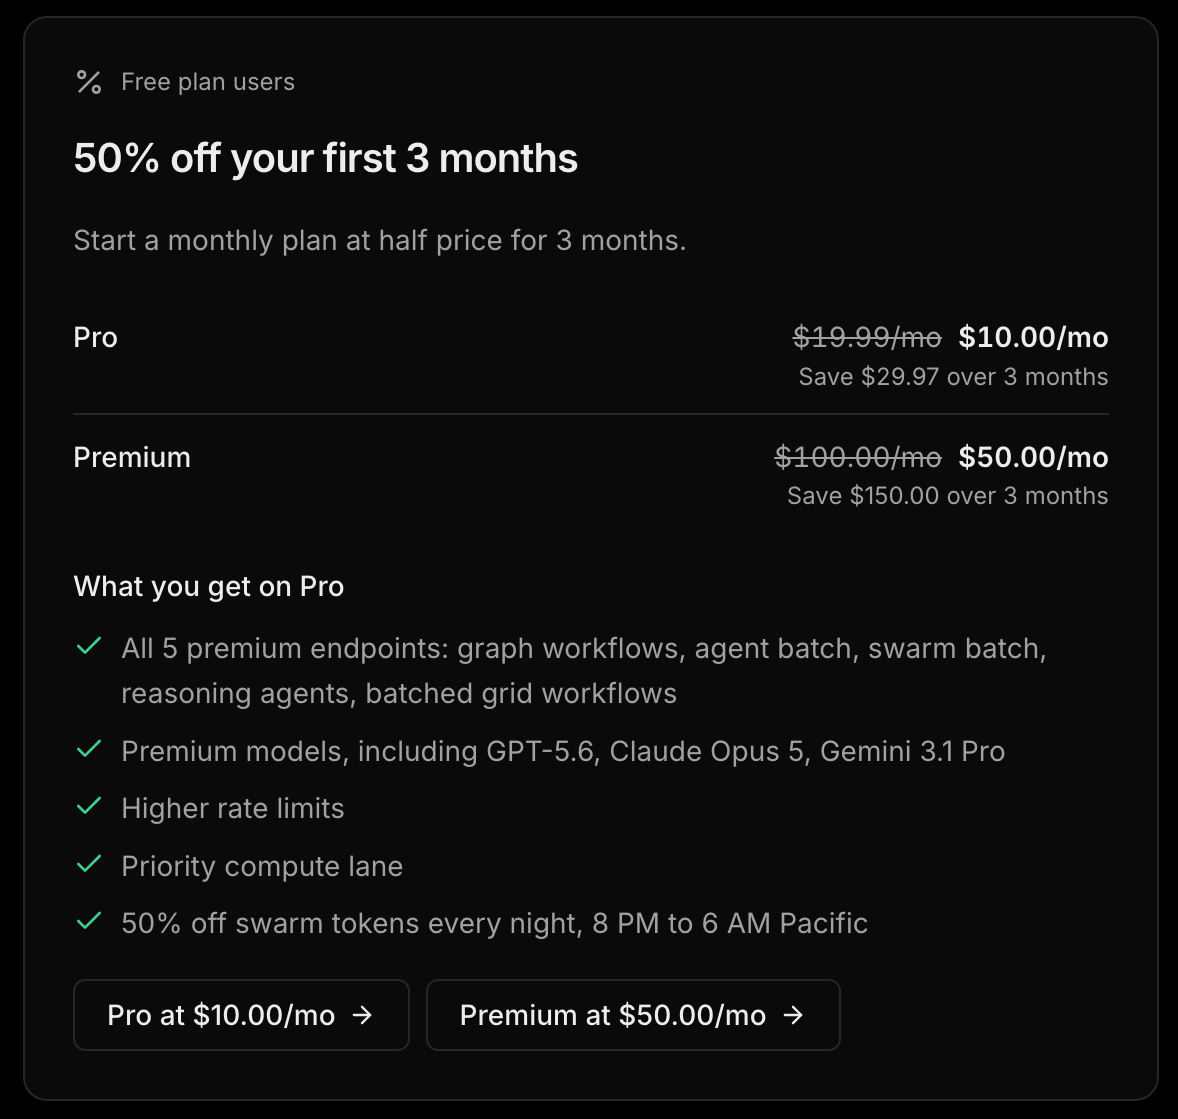 Free plan users
50% off your first 3 months
Start a monthly plan at half price for 3 months.
Pro
$19.99/mo $10.00/mo
Save $29.97 over 3 months
Premium
$100.00/mo $50.00/mo
Save $150.00 over 3 months
What you get on Pro
All 5 premium endpoints: graph workflows, agent batch, swarm batch,
reasoning agents, batched grid workflows
Premium models, including GPT-5.6, Claude Opus 5, Gemini 3.1 Pro
Higher rate limits
Priority compute lane
50% off swarm tokens every night, 8 PM to 6 AM Pacific
Pro at $10.00/mo →
Premium at $50.00/mo →